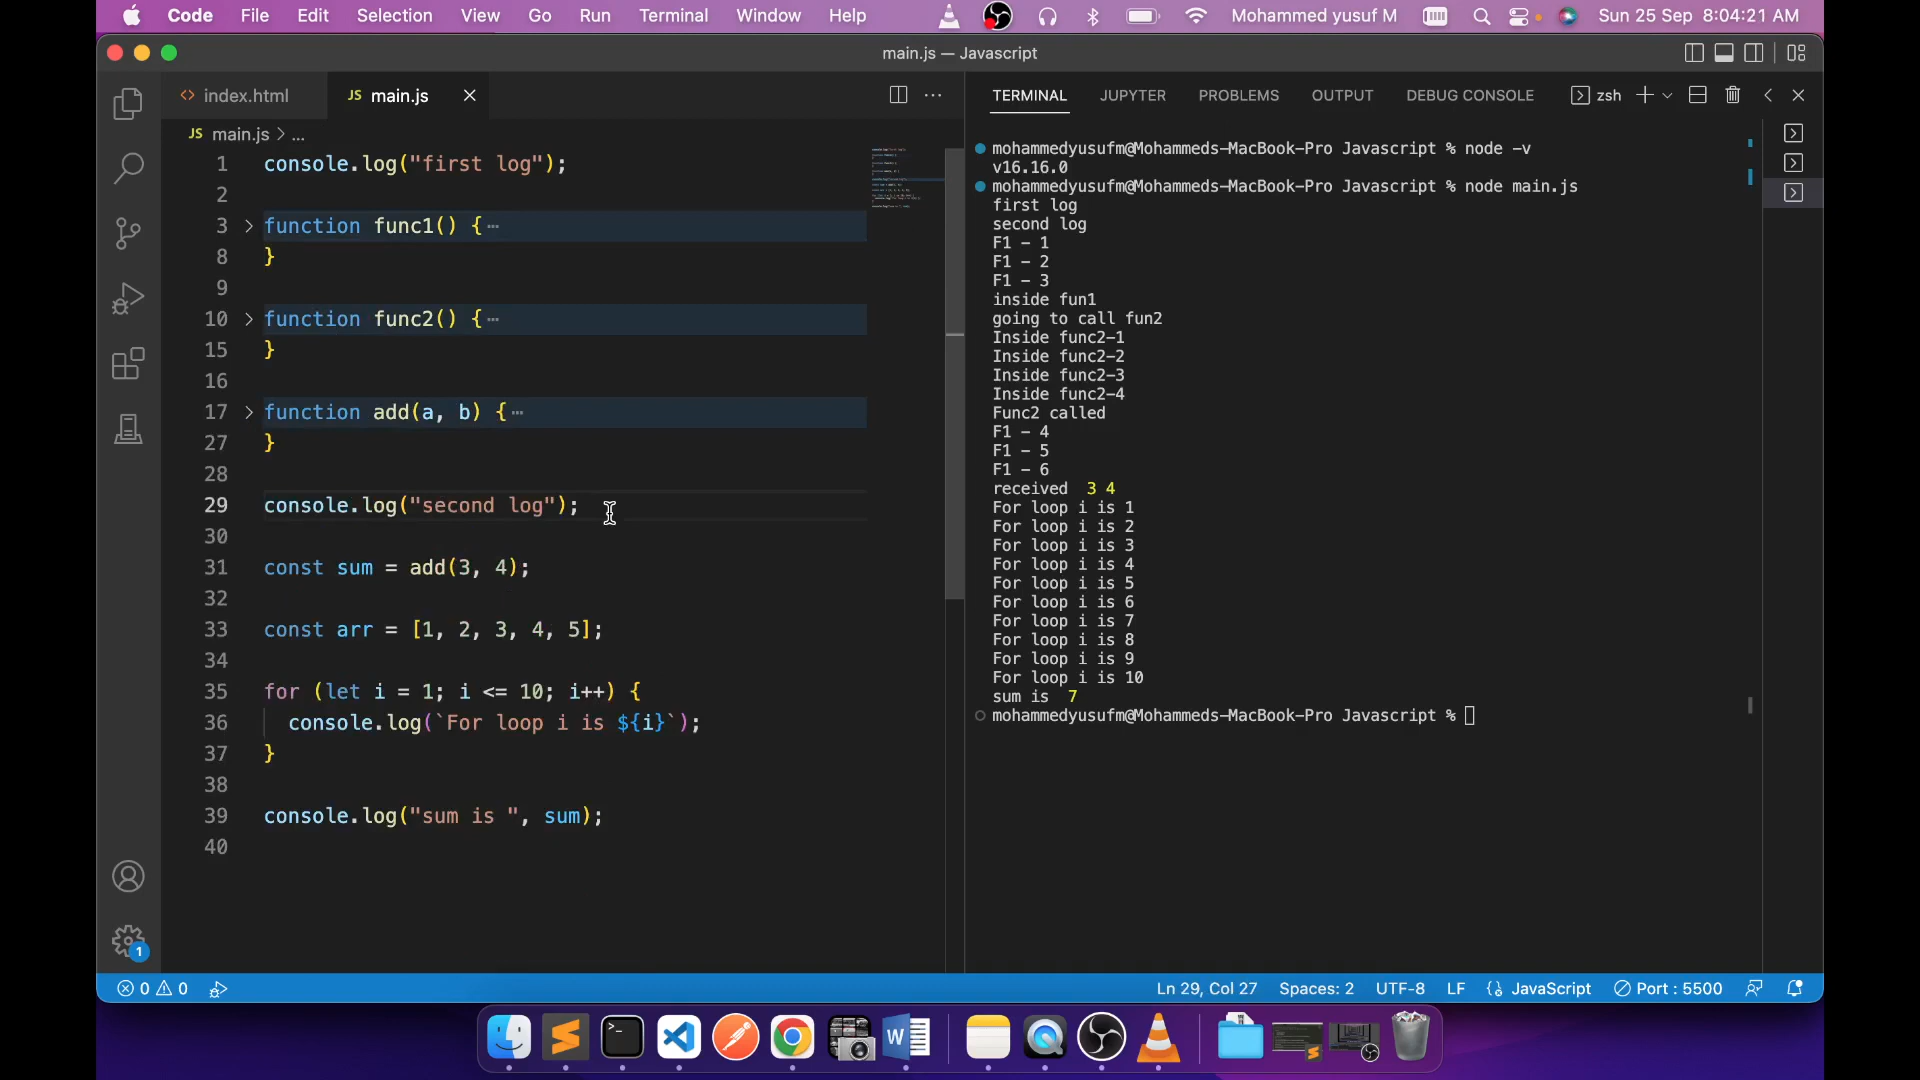 Code File Edit Selection View Go Run Terminal Window Help Mohammed yusuf M Sun 25 Sep 8:04:21 AM
main.js — Javascript
<> index.html JS main.js
JS main.js > ...
1 console.log("first log");
2
3 > function func1() {⋯
8 }
9
10 > function func2() {⋯
15 }
16
17 > function add(a, b) {⋯
27 }
28
29 console.log("second log");
30
31 const sum = add(3, 4);
32
33 const arr = [1, 2, 3, 4, 5];
34
35 for (let i = 1; i <= 10; i++) {
36 console.log(`For loop i is ${i}`);
37 }
38
39 console.log("sum is ", sum);
40
TERMINAL JUPYTER PROBLEMS OUTPUT DEBUG CONSOLE zsh
mohammedyusufm@Mohammeds-MacBook-Pro Javascript % node -v
v16.16.0
mohammedyusufm@Mohammeds-MacBook-Pro Javascript % node main.js
first log
second log
F1 - 1
F1 - 2
F1 - 3
inside fun1
going to call fun2
Inside func2-1
Inside func2-2
Inside func2-3
Inside func2-4
Func2 called
F1 - 4
F1 - 5
F1 - 6
received  3 4
For loop i is 1
For loop i is 2
For loop i is 3
For loop i is 4
For loop i is 5
For loop i is 6
For loop i is 7
For loop i is 8
For loop i is 9
For loop i is 10
sum is  7
mohammedyusufm@Mohammeds-MacBook-Pro Javascript %
1
0 0 Ln 29, Col 27 Spaces: 2 UTF-8 LF JavaScript Port : 5500
W